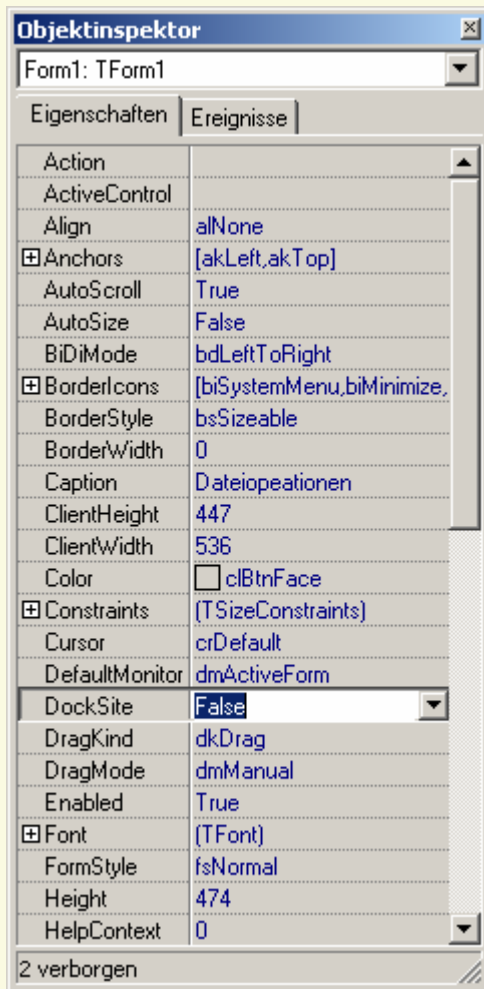 Objektinspektor
Form1: TForm1
Eigenschaften Ereignisse
Action
ActiveControl
Align alNone
Anchors [akLeft,akTop]
AutoScroll True
AutoSize False
BiDiMode bdLeftToRight
BorderIcons [biSystemMenu,biMinimize,
BorderStyle bsSizeable
BorderWidth 0
Caption Dateiopeationen
ClientHeight 447
ClientWidth 536
Color clBtnFace
Constraints (TSizeConstraints)
Cursor crDefault
DefaultMonitor dmActiveForm
DockSite False
DragKind dkDrag
DragMode dmManual
Enabled True
Font (TFont)
FormStyle fsNormal
Height 474
HelpContext 0
2 verborgen